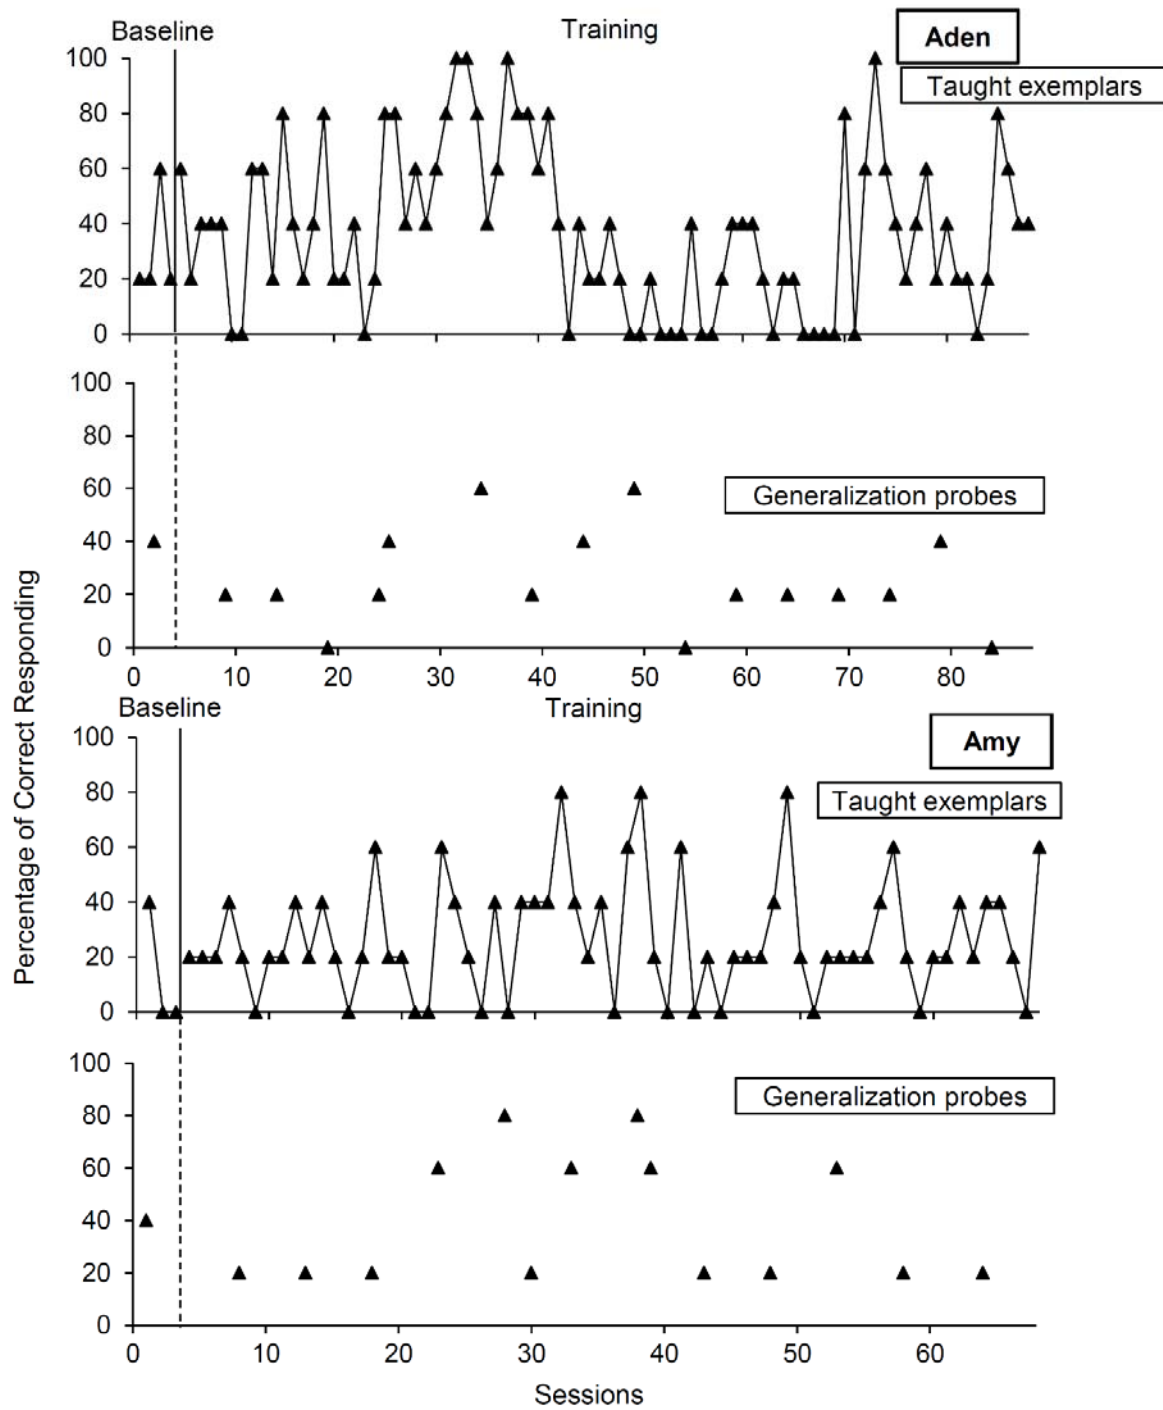 Baseline
Training
Aden
Taught exemplars
100
80
60
40
20
0
100
80
60
40
20
0
Generalization probes
10 20 30 40 50 60 70 80
0
Percentage of Correct Responding
Baseline
Training
Amy
Taught exemplars
100
80
60
40
20
0
Generalization probes
100
80
60
40
20
0
0 10 20 30 40 50 60
Sessions